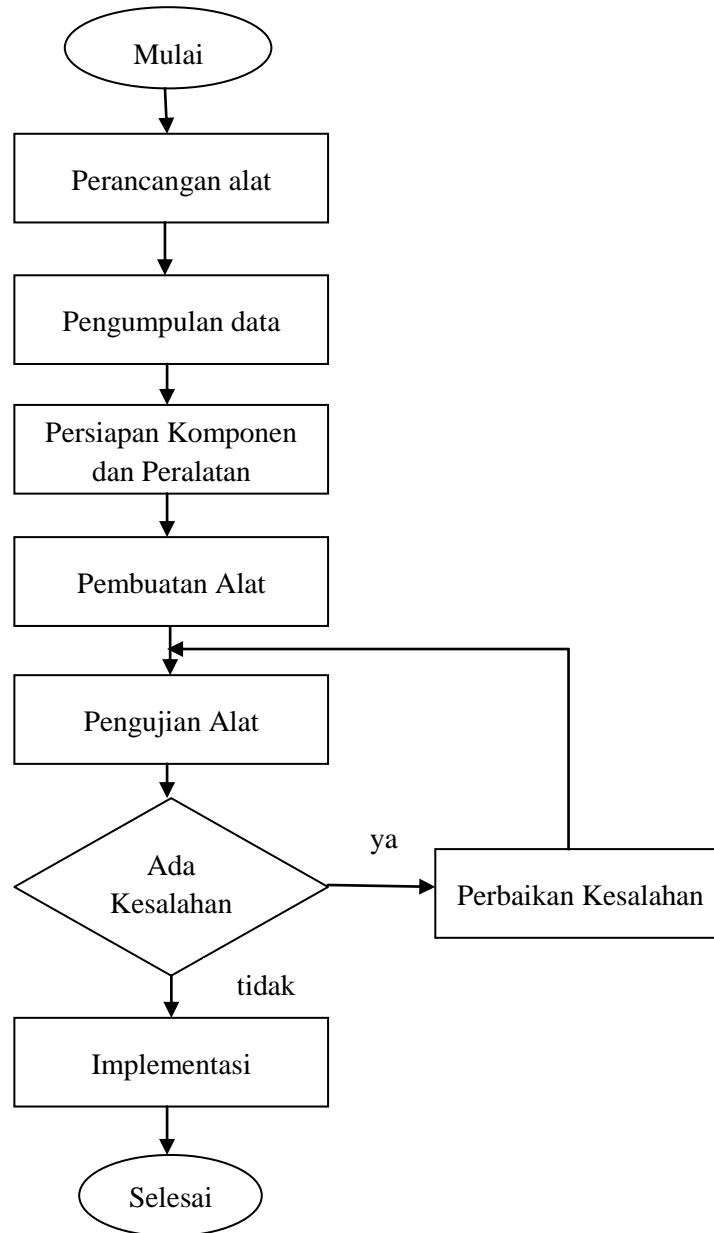 Mulai
Perancangan alat
Pengumpulan data
Persiapan Komponen
dan Peralatan
Pembuatan Alat
Pengujian Alat
Ada
Kesalahan
ya
Perbaikan Kesalahan
tidak
Implementasi
Selesai